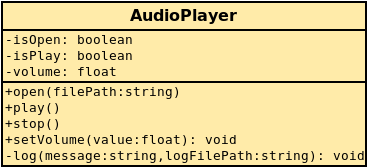 AudioPlayer
-isOpen: boolean
-isPlay: boolean
-volume: float
+open(filePath:string)
+play()
+stop()
+setVolume(value:float): void
-log(message:string,logFilePath:string): void